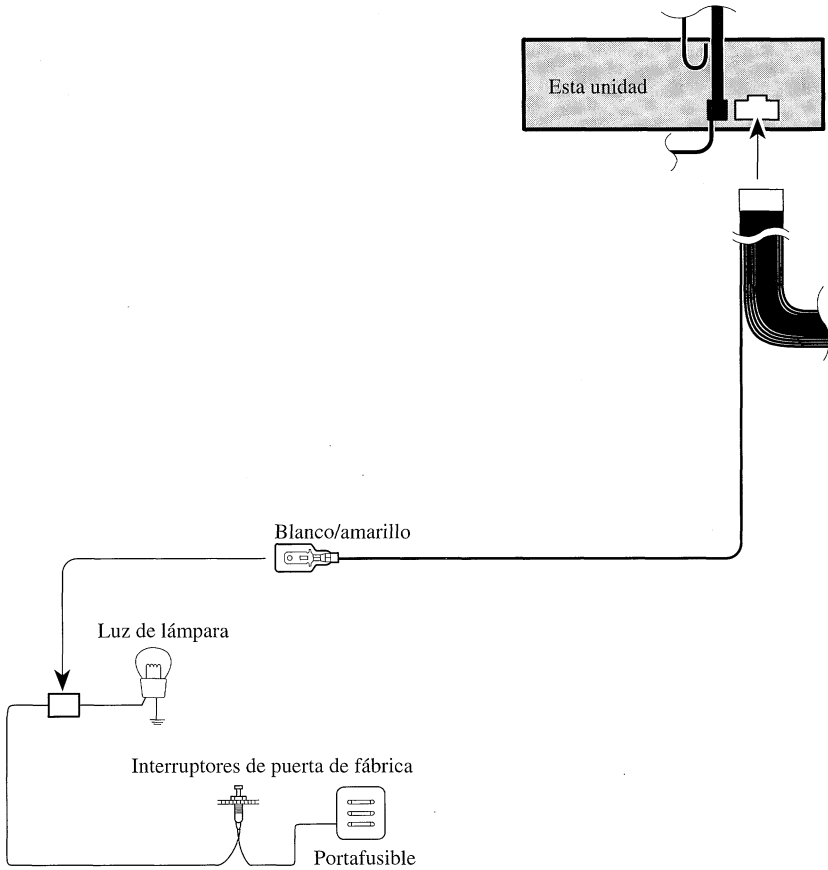 Esta unidad
Blanco/amarillo
Luz de lámpara
Interruptores de puerta de fábrica
Portafusible